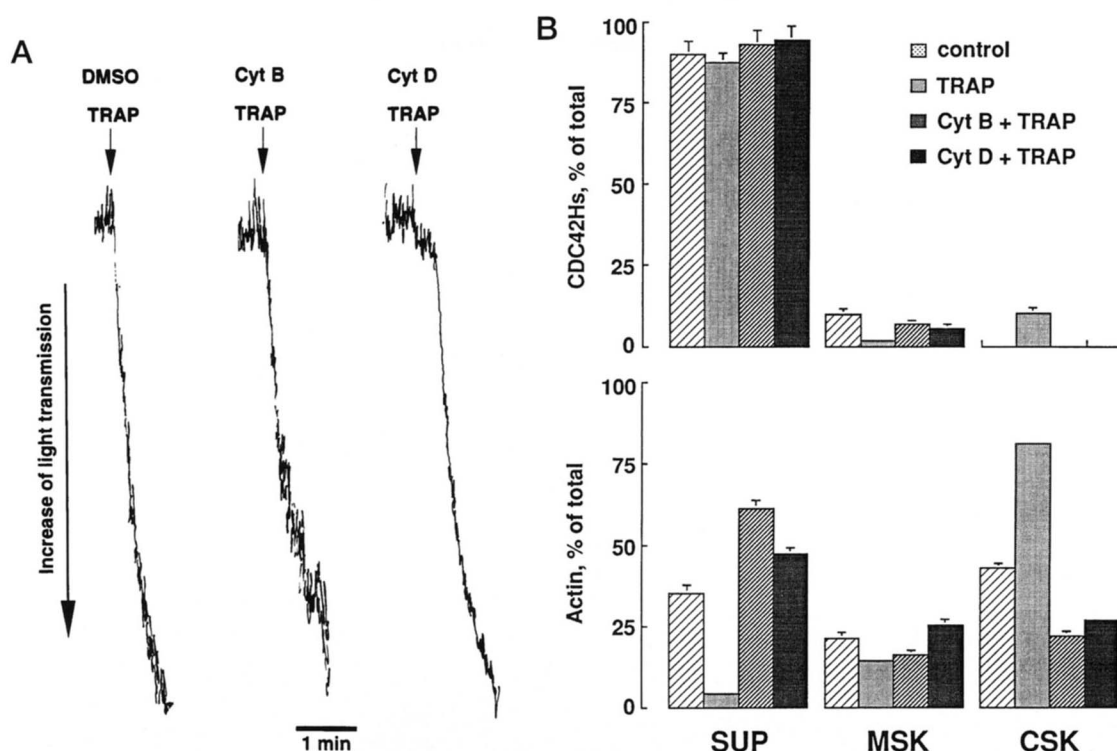 A
DMSO
TRAP
Cyt B
TRAP
Cyt D
TRAP
Increase of light transmission
1 min
B
CDC42Hs, % of total
100
75
50
25
0
control
TRAP
Cyt B + TRAP
Cyt D + TRAP
Actin, % of total
100
75
50
25
0
SUP
MSK
CSK